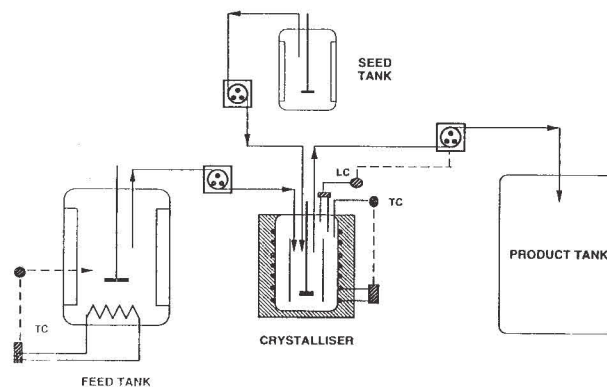 SEED
TANK
LC
TC
PRODUCT TANK
TC
CRYSTALLISER
FEED TANK